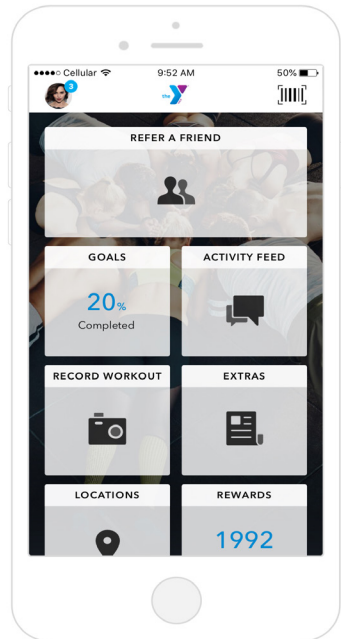 Cellular 9:52 AM 50%
3
the Y
REFER A FRIEND
GOALS ACTIVITY FEED
20%
Completed
RECORD WORKOUT EXTRAS
LOCATIONS REWARDS
1992